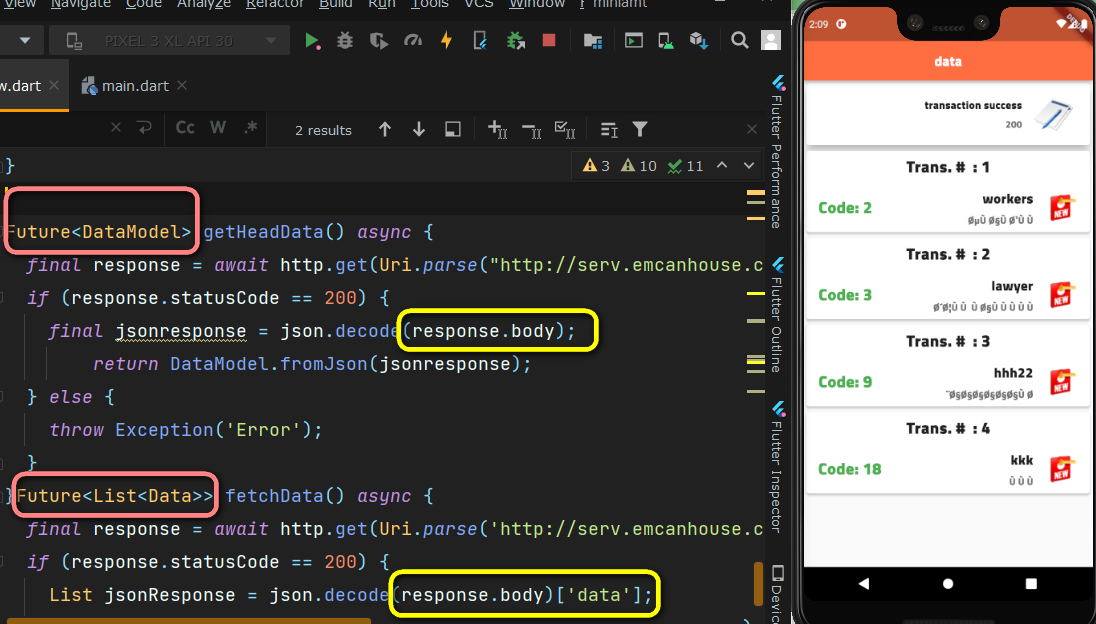 View Navigate Code Analyze Refactor Build Run Tools VCS Window miniamt
PIXEL 3 XL API 30
w.dart main.dart
Cc W .* 2 results
} 3 10 11
Future<DataModel> getHeadData() async {
final response = await http.get(Uri.parse("http://serv.emcanhouse.c
if (response.statusCode == 200) {
final jsonresponse = json.decode(response.body);
return DataModel.fromJson(jsonresponse);
} else {
throw Exception('Error');
}
}Future<List<Data>> fetchData() async {
final response = await http.get(Uri.parse('http://serv.emcanhouse.c
if (response.statusCode == 200) {
List jsonResponse = json.decode(response.body)['data'];
Flutter Performance
Flutter Outline
Flutter Inspector
Devic
2:09
data
transaction success
200
Trans. # : 1
workers
Code: 2
Trans. # : 2
lawyer
Code: 3
Trans. # : 3
hhh22
Code: 9
Trans. # : 4
kkk
Code: 18
Ù Ù Ù
NEW
NEW
NEW
NEW